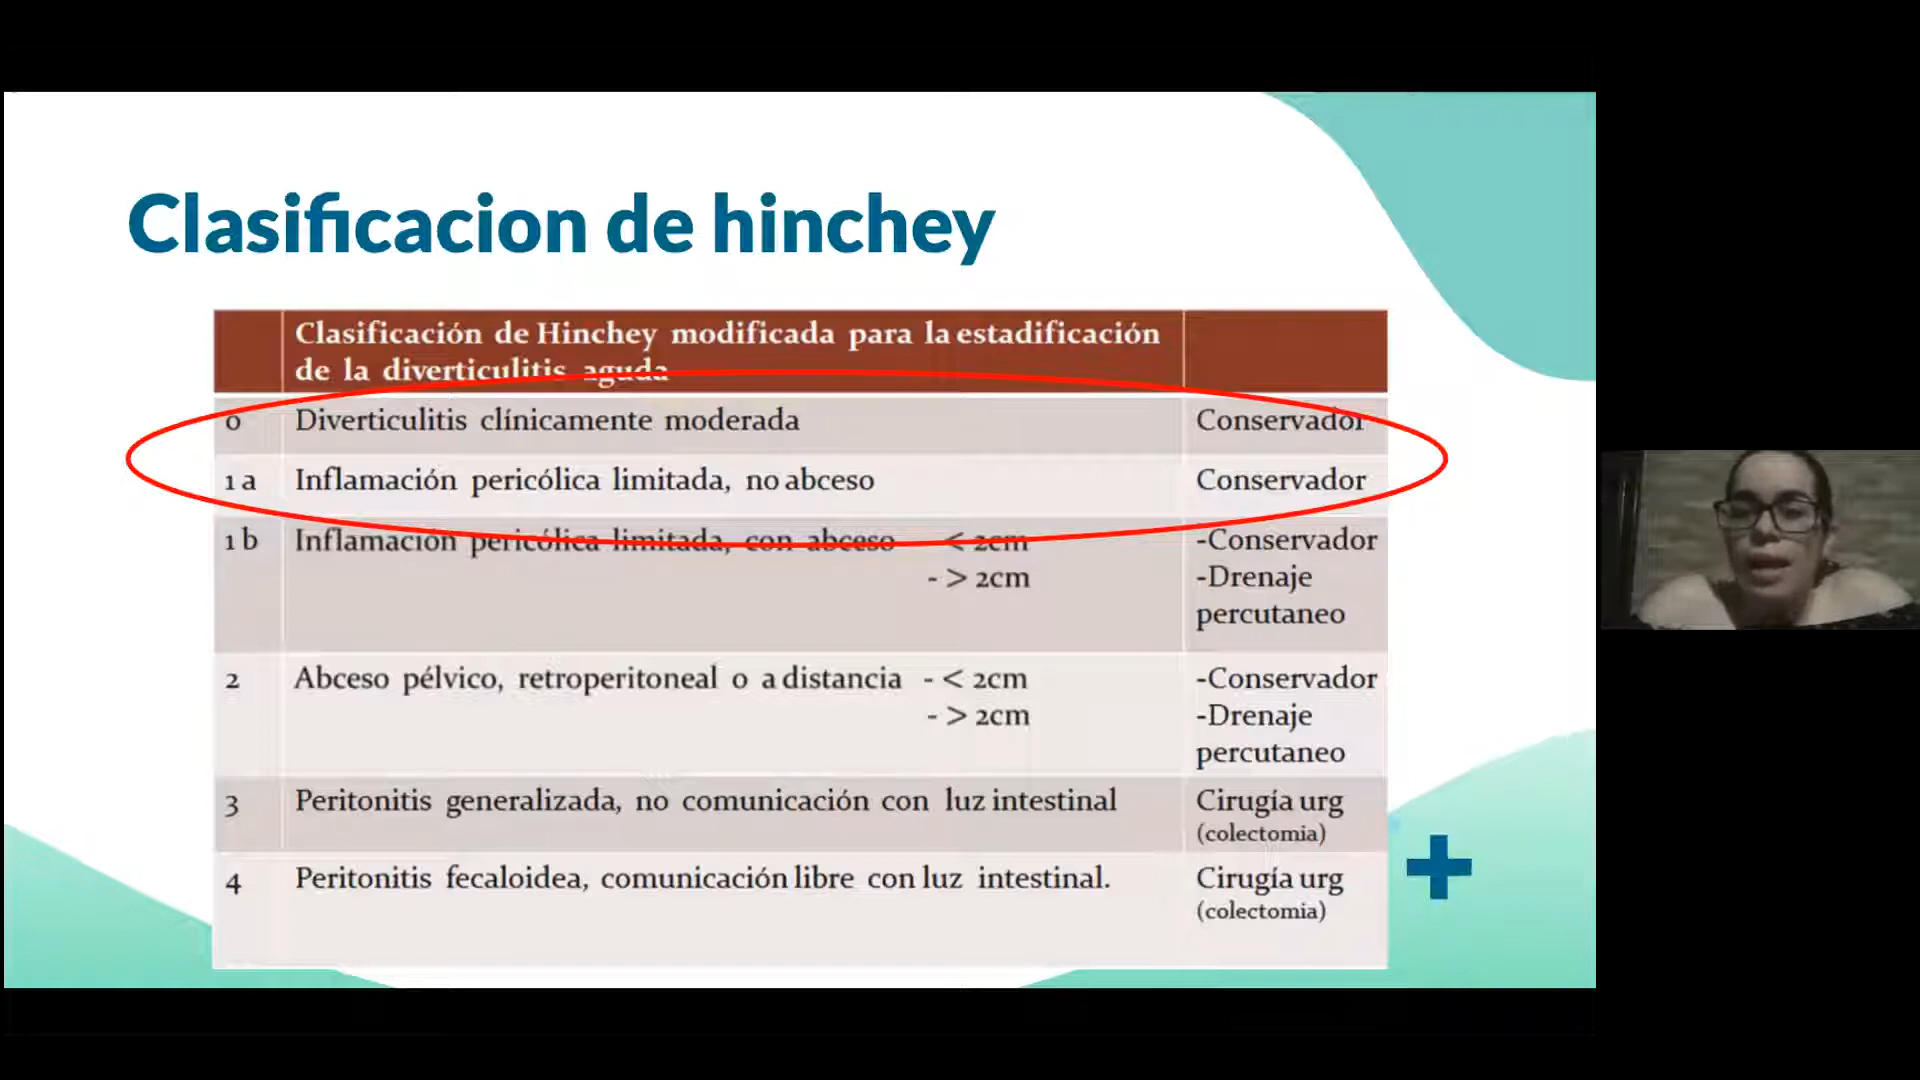 Clasificacion de hinchey
Clasificación de Hinchey modificada para la estadificación
de la diverticulitis aguda
0 Diverticulitis clínicamente moderada Conservador
1 a Inflamación pericólica limitada, no abceso Conservador
1 b Inflamación pericólica limitada, con abceso - < 2cm -Conservador
- > 2cm -Drenaje
percutaneo
2 Abceso pélvico, retroperitoneal o a distancia - < 2cm -Conservador
- > 2cm -Drenaje
percutaneo
3 Peritonitis generalizada, no comunicación con luz intestinal Cirugía urg
(colectomia)
4 Peritonitis fecaloidea, comunicación libre con luz intestinal. Cirugía urg
(colectomia)